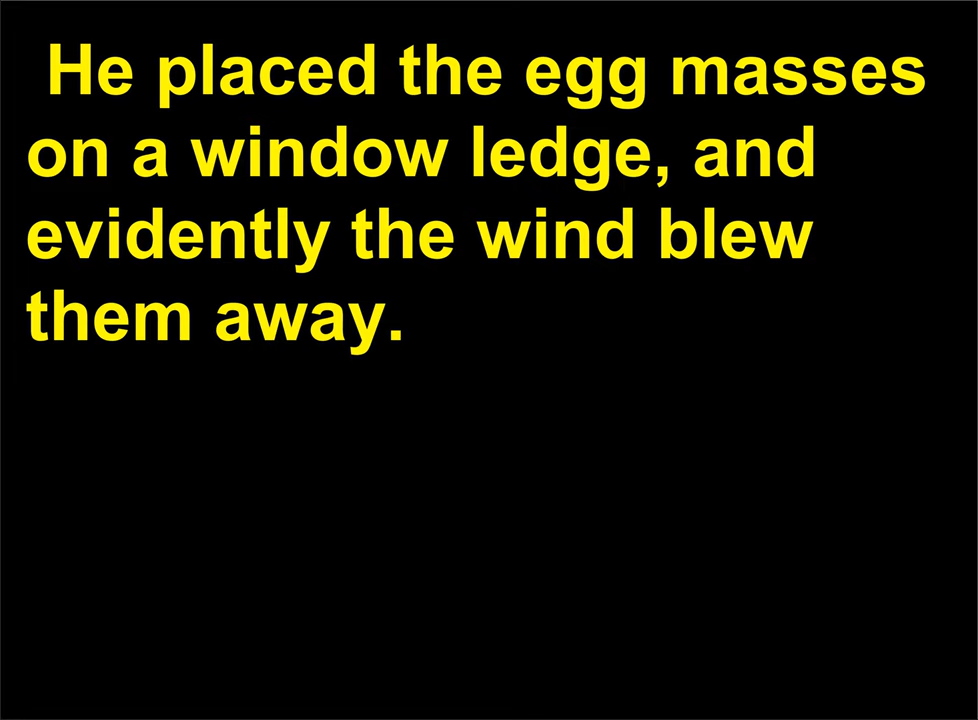 He placed the egg masses
on a window ledge, and
evidently the wind blew
them away.